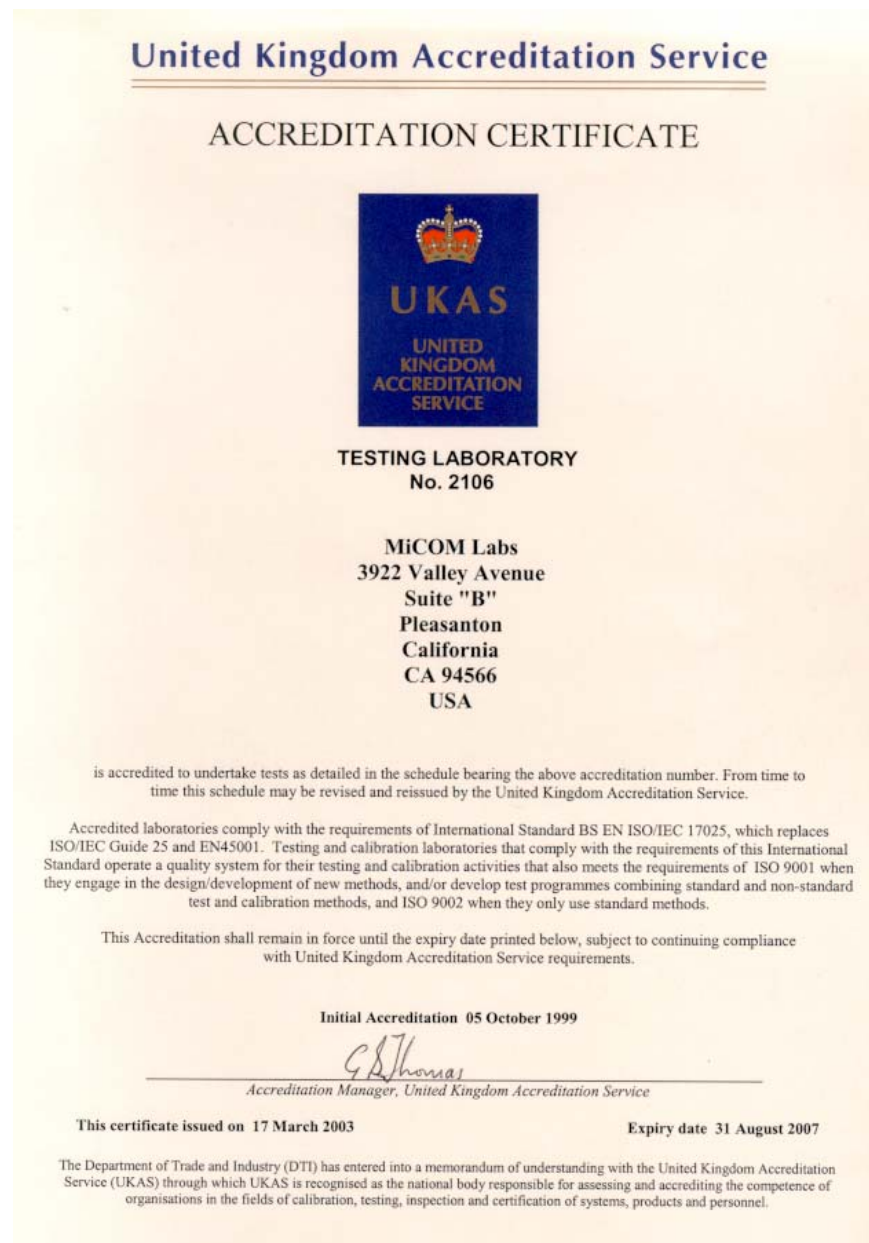 United Kingdom Accreditation Service
ACCREDITATION CERTIFICATE
UKAS
UNITED
KINGDOM
ACCREDITATION
SERVICE
TESTING LABORATORY
No. 2106
MiCOM Labs
3922 Valley Avenue
Suite "B"
Pleasanton
California
CA 94566
USA
is accredited to undertake tests as detailed in the schedule bearing the above accreditation number. From time to
time this schedule may be revised and reissued by the United Kingdom Accreditation Service.
Accredited laboratories comply with the requirements of International Standard BS EN ISO/IEC 17025, which replaces
ISO/IEC Guide 25 and EN45001. Testing and calibration laboratories that comply with the requirements of this International
Standard operate a quality system for their testing and calibration activities that also meets the requirements of ISO 9001 when
they engage in the design/development of new methods, and/or develop test programmes combining standard and non-standard
test and calibration methods, and ISO 9002 when they only use standard methods.
This Accreditation shall remain in force until the expiry date printed below, subject to continuing compliance
with United Kingdom Accreditation Service requirements.
Initial Accreditation 05 October 1999
G S Thomas
Accreditation Manager, United Kingdom Accreditation Service
This certificate issued on 17 March 2003
Expiry date 31 August 2007
The Department of Trade and Industry (DTI) has entered into a memorandum of understanding with the United Kingdom Accreditation
Service (UKAS) through which UKAS is recognised as the national body responsible for assessing and accrediting the competence of
organisations in the fields of calibration, testing, inspection and certification of systems, products and personnel.